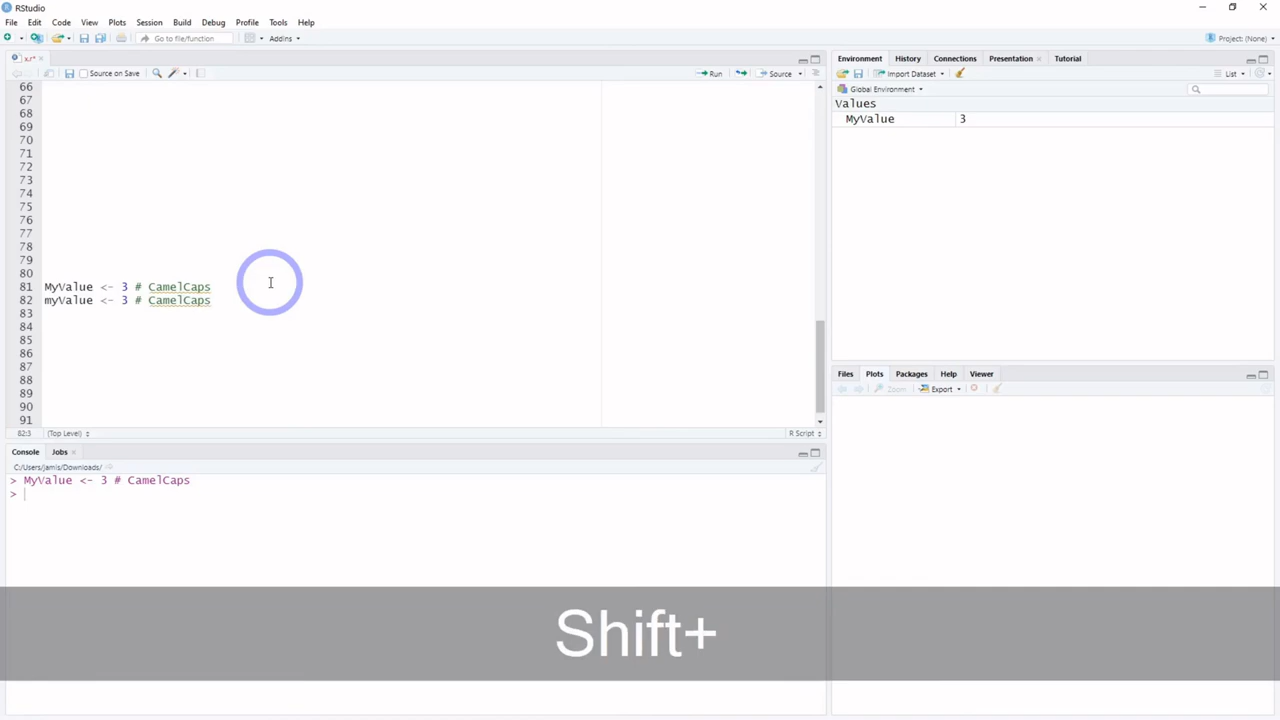 RStudio
File Edit Code View Plots Session Build Debug Profile Tools Help
Go to file/function Addins Project: (None)
Source on Save Run Source
66
67
68
69
70
71
72
73
74
75
76
77
78
79
80
81 MyValue <- 3 # CamelCaps
82 myValue <- 3 # CamelCaps
83
84
85
86
87
88
89
90
91
82:3 (Top Level) R Script
Console Jobs
C:/Users/jamis/Downloads/
> MyValue <- 3 # CamelCaps
>
Environment History Connections Presentation Tutorial
Import Dataset List
Global Environment
Values
MyValue 3
Files Plots Packages Help Viewer
Zoom Export
Shift+